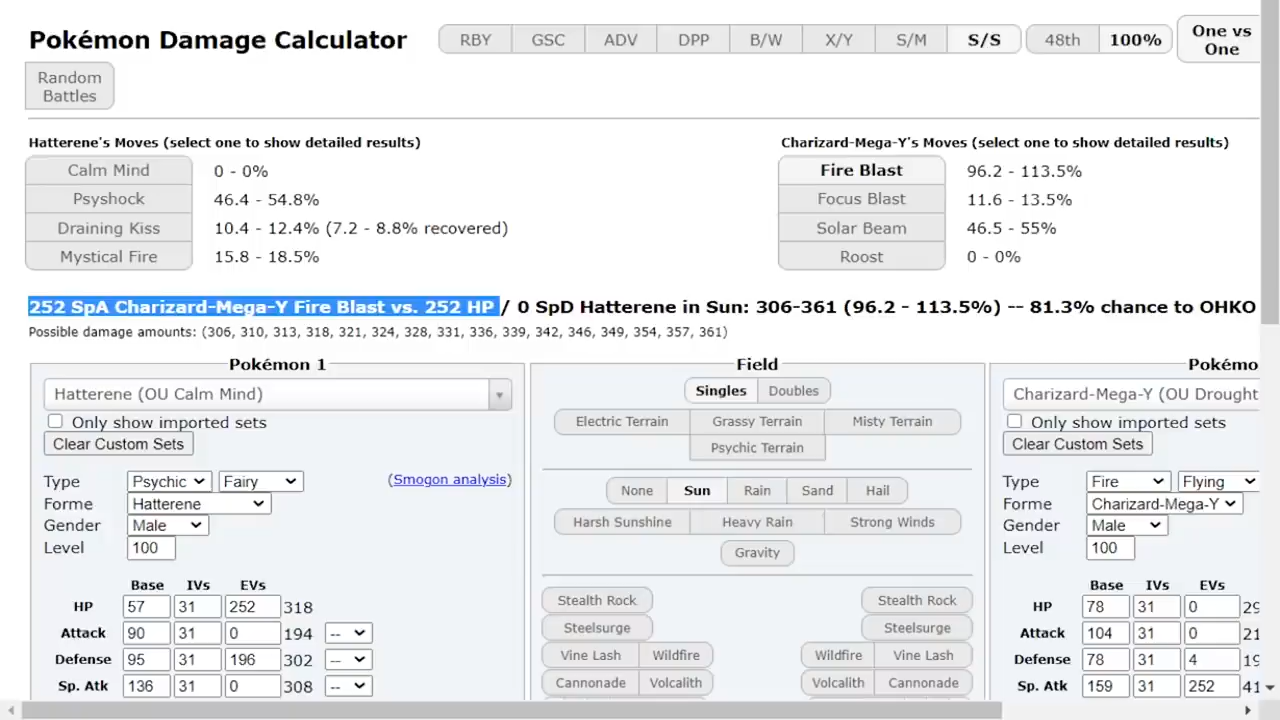 Pokémon Damage Calculator RBY GSC ADV DPP B/W X/Y S/M S/S 48th 100% One vs One
Random Battles
Hatterene's Moves (select one to show detailed results) Charizard-Mega-Y's Moves (select one to show detailed results)
Calm Mind 0 - 0% Fire Blast 96.2 - 113.5%
Psyshock 46.4 - 54.8% Focus Blast 11.6 - 13.5%
Draining Kiss 10.4 - 12.4% (7.2 - 8.8% recovered) Solar Beam 46.5 - 55%
Mystical Fire 15.8 - 18.5% Roost 0 - 0%
252 SpA Charizard-Mega-Y Fire Blast vs. 252 HP / 0 SpD Hatterene in Sun: 306-361 (96.2 - 113.5%) -- 81.3% chance to OHKO
Possible damage amounts: (306, 310, 313, 318, 321, 324, 328, 331, 336, 339, 342, 346, 349, 354, 357, 361)
Pokémon 1 Field Pokémo
Hatterene (OU Calm Mind) Singles Doubles Charizard-Mega-Y (OU Drought
Only show imported sets Electric Terrain Grassy Terrain Misty Terrain Only show imported sets
Clear Custom Sets Psychic Terrain Clear Custom Sets
Type Psychic Fairy (Smogon analysis) None Sun Rain Sand Hail Type Fire Flying
Forme Hatterene Forme Charizard-Mega-Y
Gender Male Harsh Sunshine Heavy Rain Strong Winds Gender Male
Level 100 Gravity Level 100
Base IVs EVs Base IVs EVs
HP 57 31 252 318 Stealth Rock Stealth Rock HP 78 31 0 29
Attack 90 31 0 194 -- Steelsurge Steelsurge Attack 104 31 0 21
Defense 95 31 196 302 -- Vine Lash Wildfire Wildfire Vine Lash Defense 78 31 4 19
Sp. Atk 136 31 0 308 -- Cannonade Volcalith Volcalith Cannonade Sp. Atk 159 31 252 41